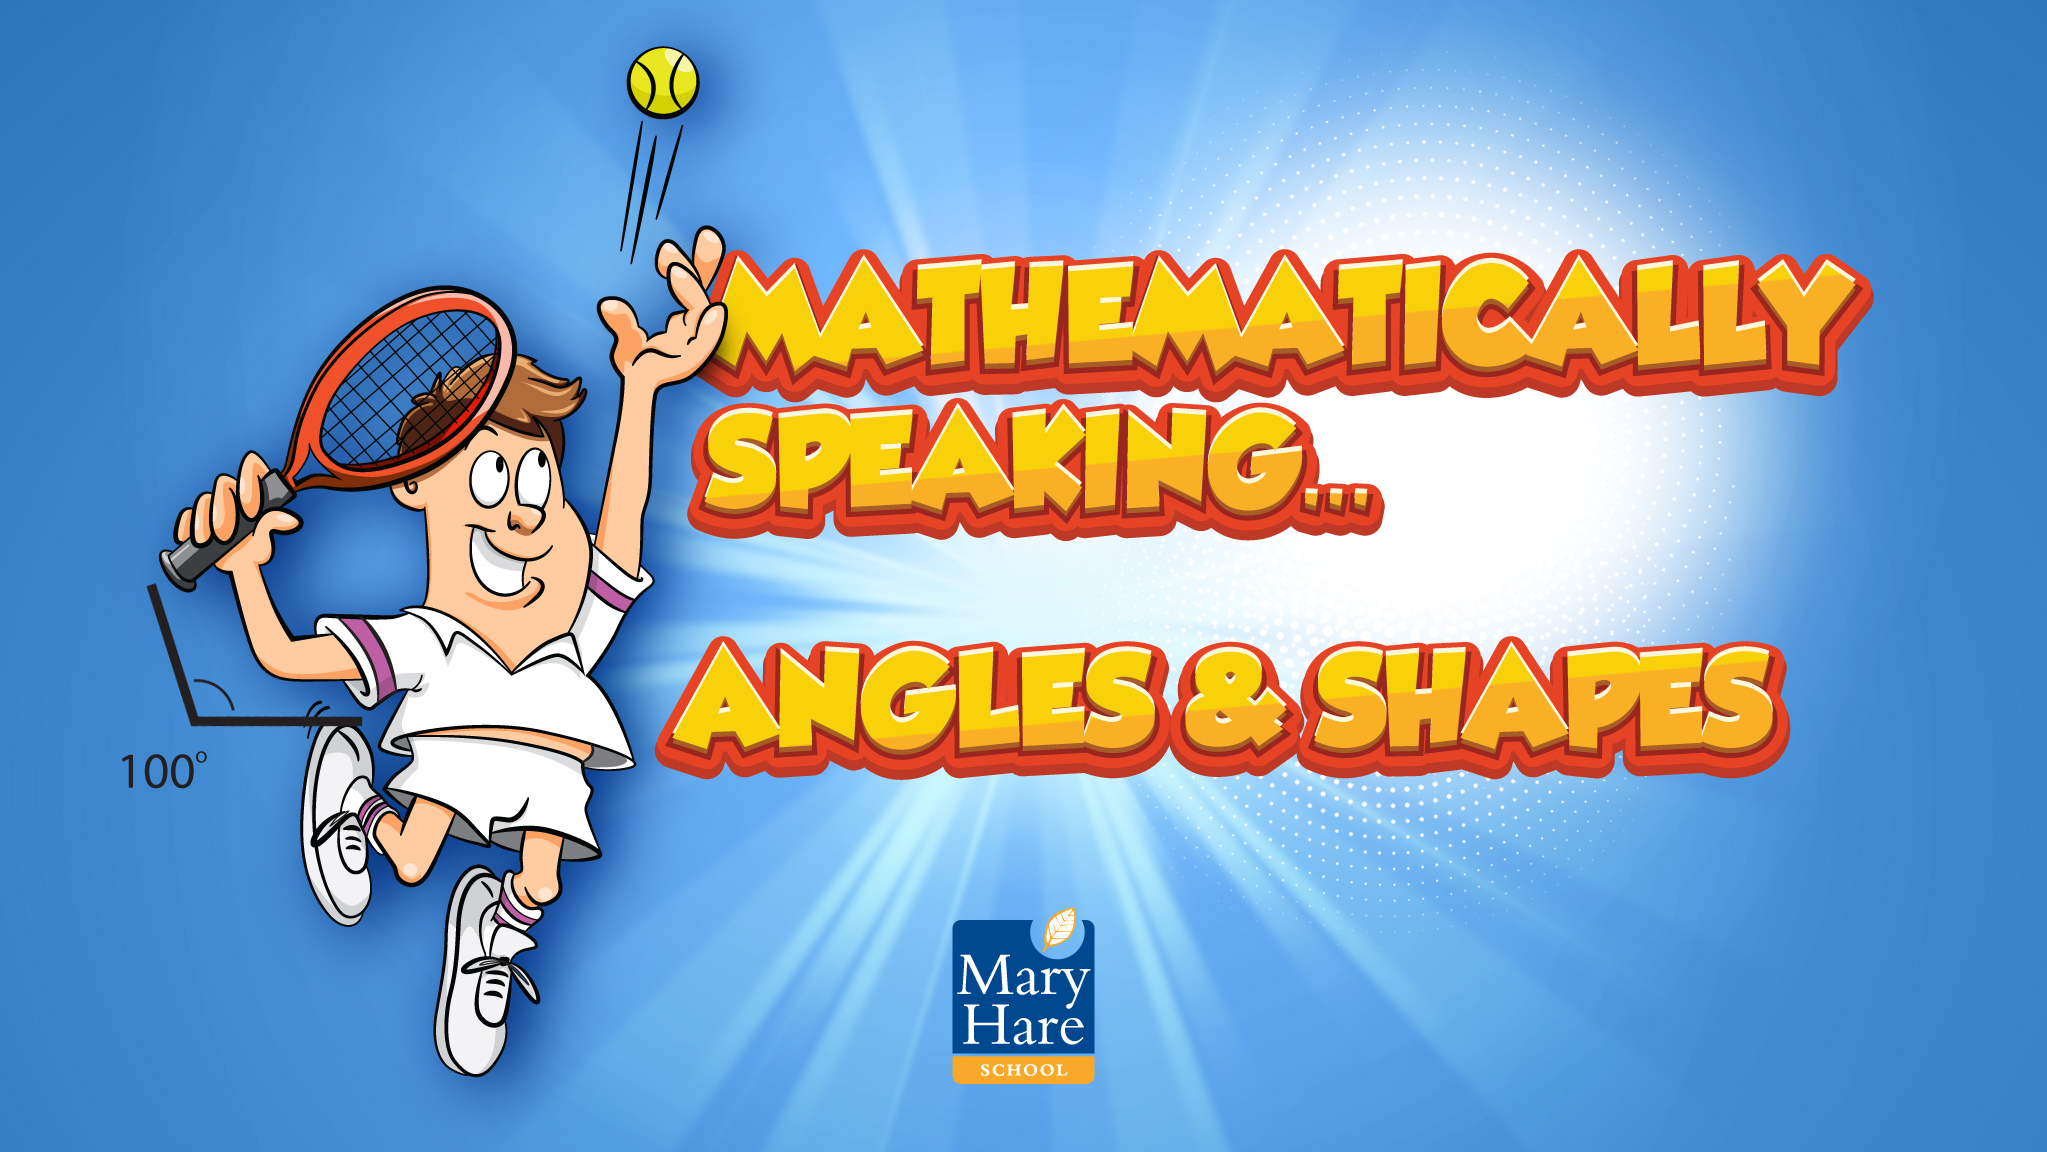 MATHEMATICALLY
SPEAKING...
ANGLES & SHAPES
100°
Mary
Hare
SCHOOL